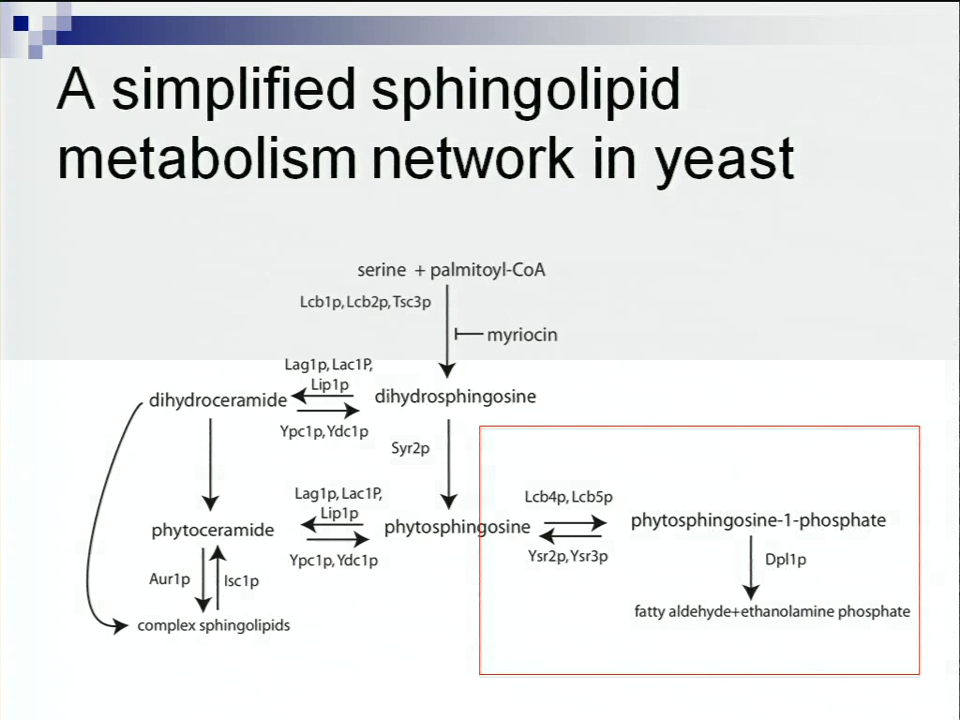 A simplified sphingolipid
metabolism network in yeast
serine + palmitoyl-CoA
Lcb1p, Lcb2p, Tsc3p
myriocin
Lag1p, Lac1P,
Lip1p
dihydroceramide
dihydrosphingosine
Ypc1p, Ydc1p
Syr2p
Lag1p, Lac1P,
Lip1p
Lcb4p, Lcb5p
phytoceramide
phytosphingosine
phytosphingosine-1-phosphate
Ypc1p, Ydc1p
Ysr2p, Ysr3p
Dpl1p
Aur1p
Isc1p
fatty aldehyde+ethanolamine phosphate
complex sphingolipids